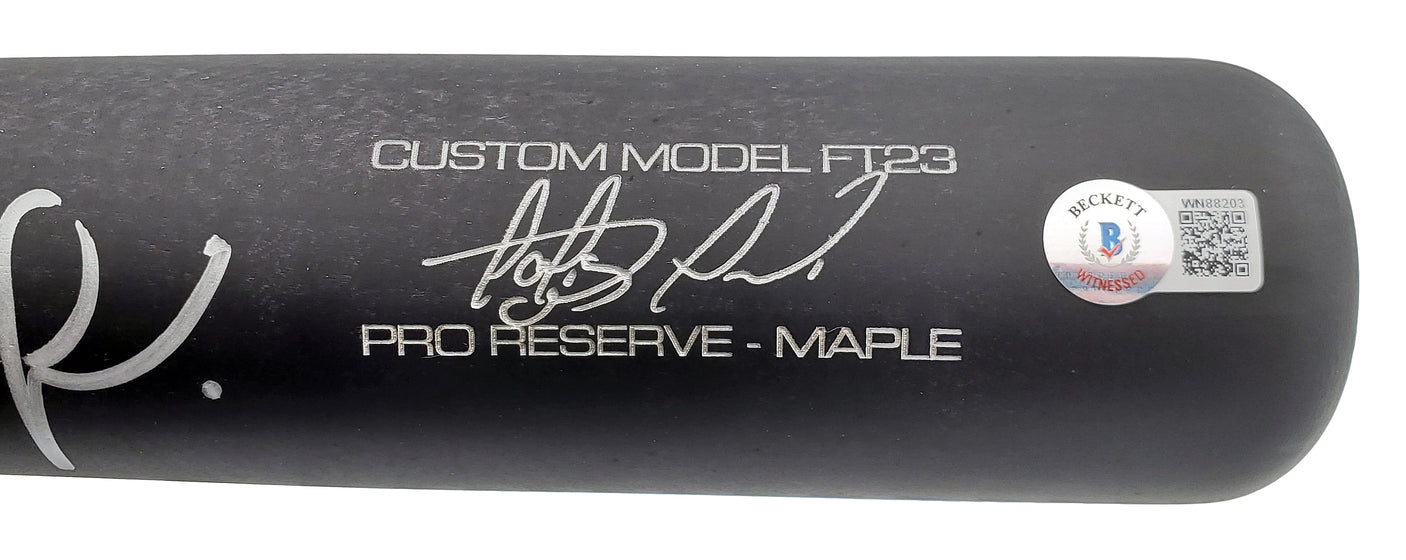 CUSTOM MODEL FT23
PRO RESERVE - MAPLE
BECKETT
B
WITNESSED
WN88203